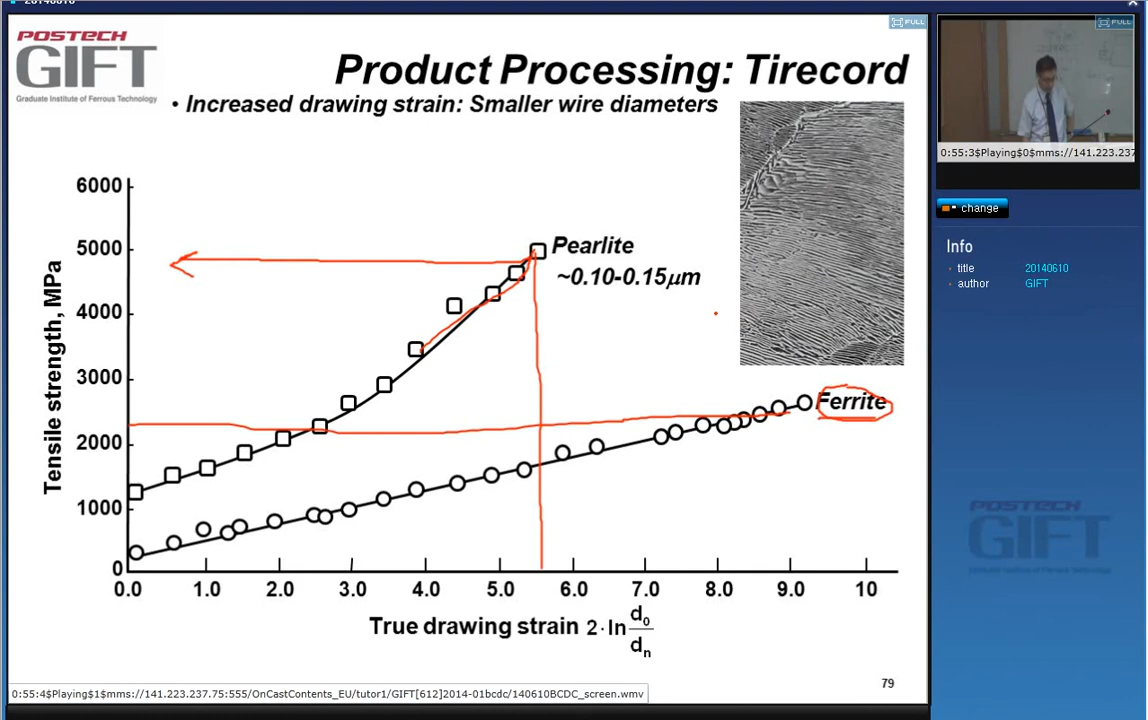 20140610
POSTECH
GIFT
Graduate Institute of Ferrous Technology
Product Processing: Tirecord
• Increased drawing strain: Smaller wire diameters
FULL
FULL
0:55:3$Playing$0$mms://141.223.237
change
Info
title 20140610
author GIFT
Tensile strength, MPa
6000
5000
4000
3000
2000
1000
0
Pearlite
~0.10-0.15μm
Ferrite
0.0 1.0 2.0 3.0 4.0 5.0 6.0 7.0 8.0 9.0 10
True drawing strain 2·ln d0/dn
POSTECH
GIFT
Graduate Institute of Ferrous Technology
79
0:55:4$Playing$1$mms://141.223.237.75:555/OnCastContents_EU/tutor1/GIFT[612]2014-01bcdc/140610BCDC_screen.wmv